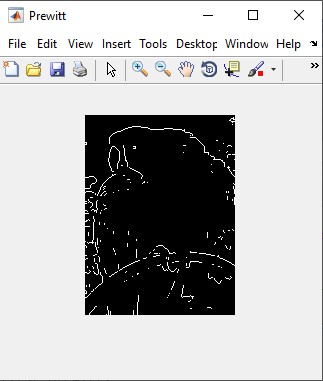 Prewitt
File Edit View Insert Tools Desktop Window Help
»